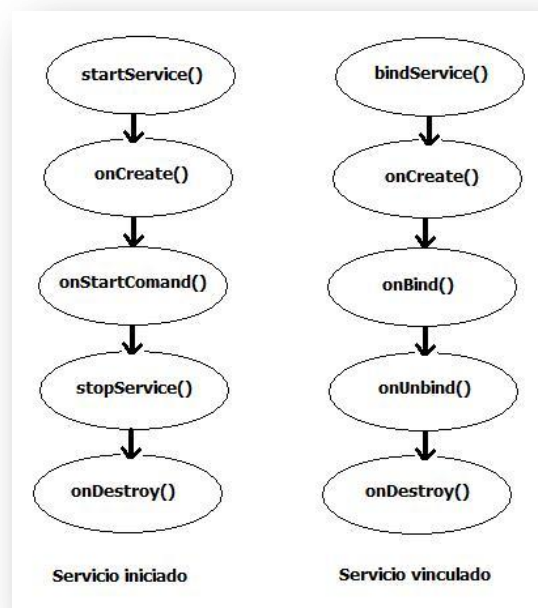 startService()
onCreate()
onStartComand()
stopService()
onDestroy()
Servicio iniciado
bindService()
onCreate()
onBind()
onUnbind()
onDestroy()
Servicio vinculado